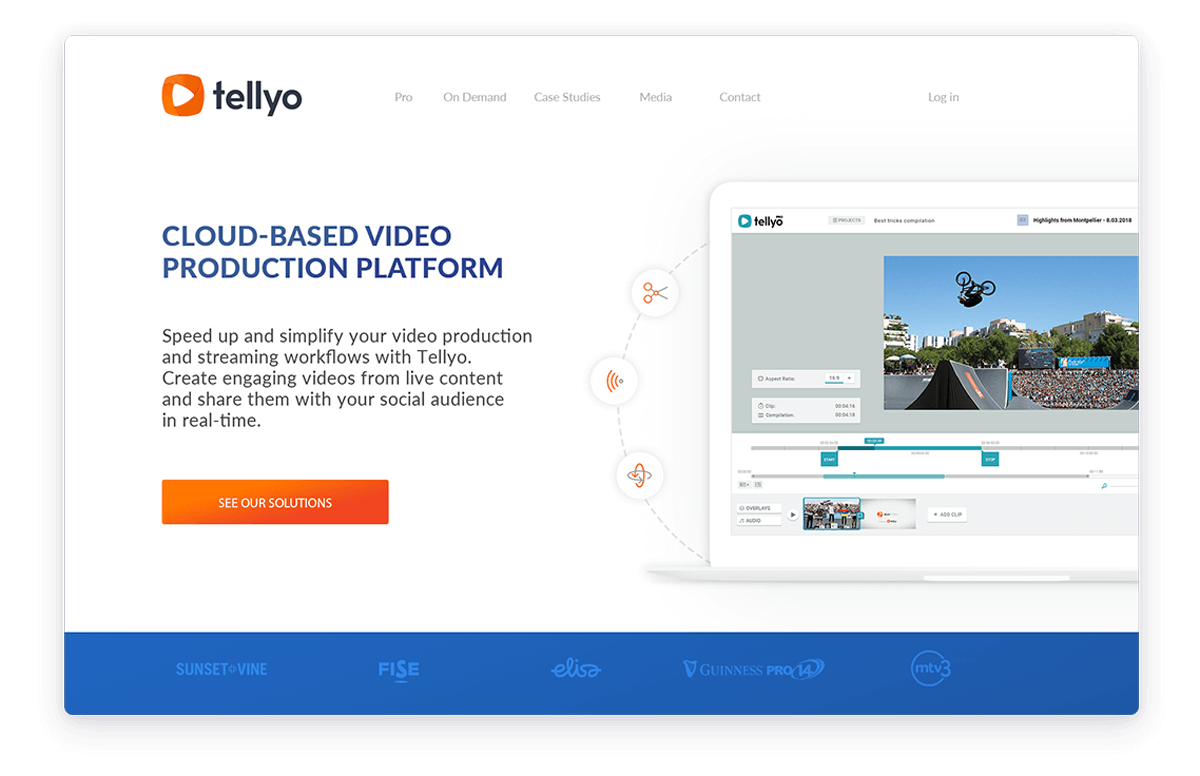 tellyo
Pro
On Demand
Case Studies
Media
Contact
Log in
CLOUD-BASED VIDEO
PRODUCTION PLATFORM
Speed up and simplify your video production
and streaming workflows with Tellyo.
Create engaging videos from live content
and share them with your social audience
in real-time.
SEE OUR SOLUTIONS
tellyo
PROJECTS
Best tricks compilation
Highlights from Montpellier - 8.03.2018
Aspect Ratio:
16:9
Clip:
00:04.16
Compilation:
00:04.18
START
STOP
OVERLAYS
AUDIO
+ ADD CLIP
SUNSET+VINE
FISE
elisa
GUINNESS PRO14
mtv3